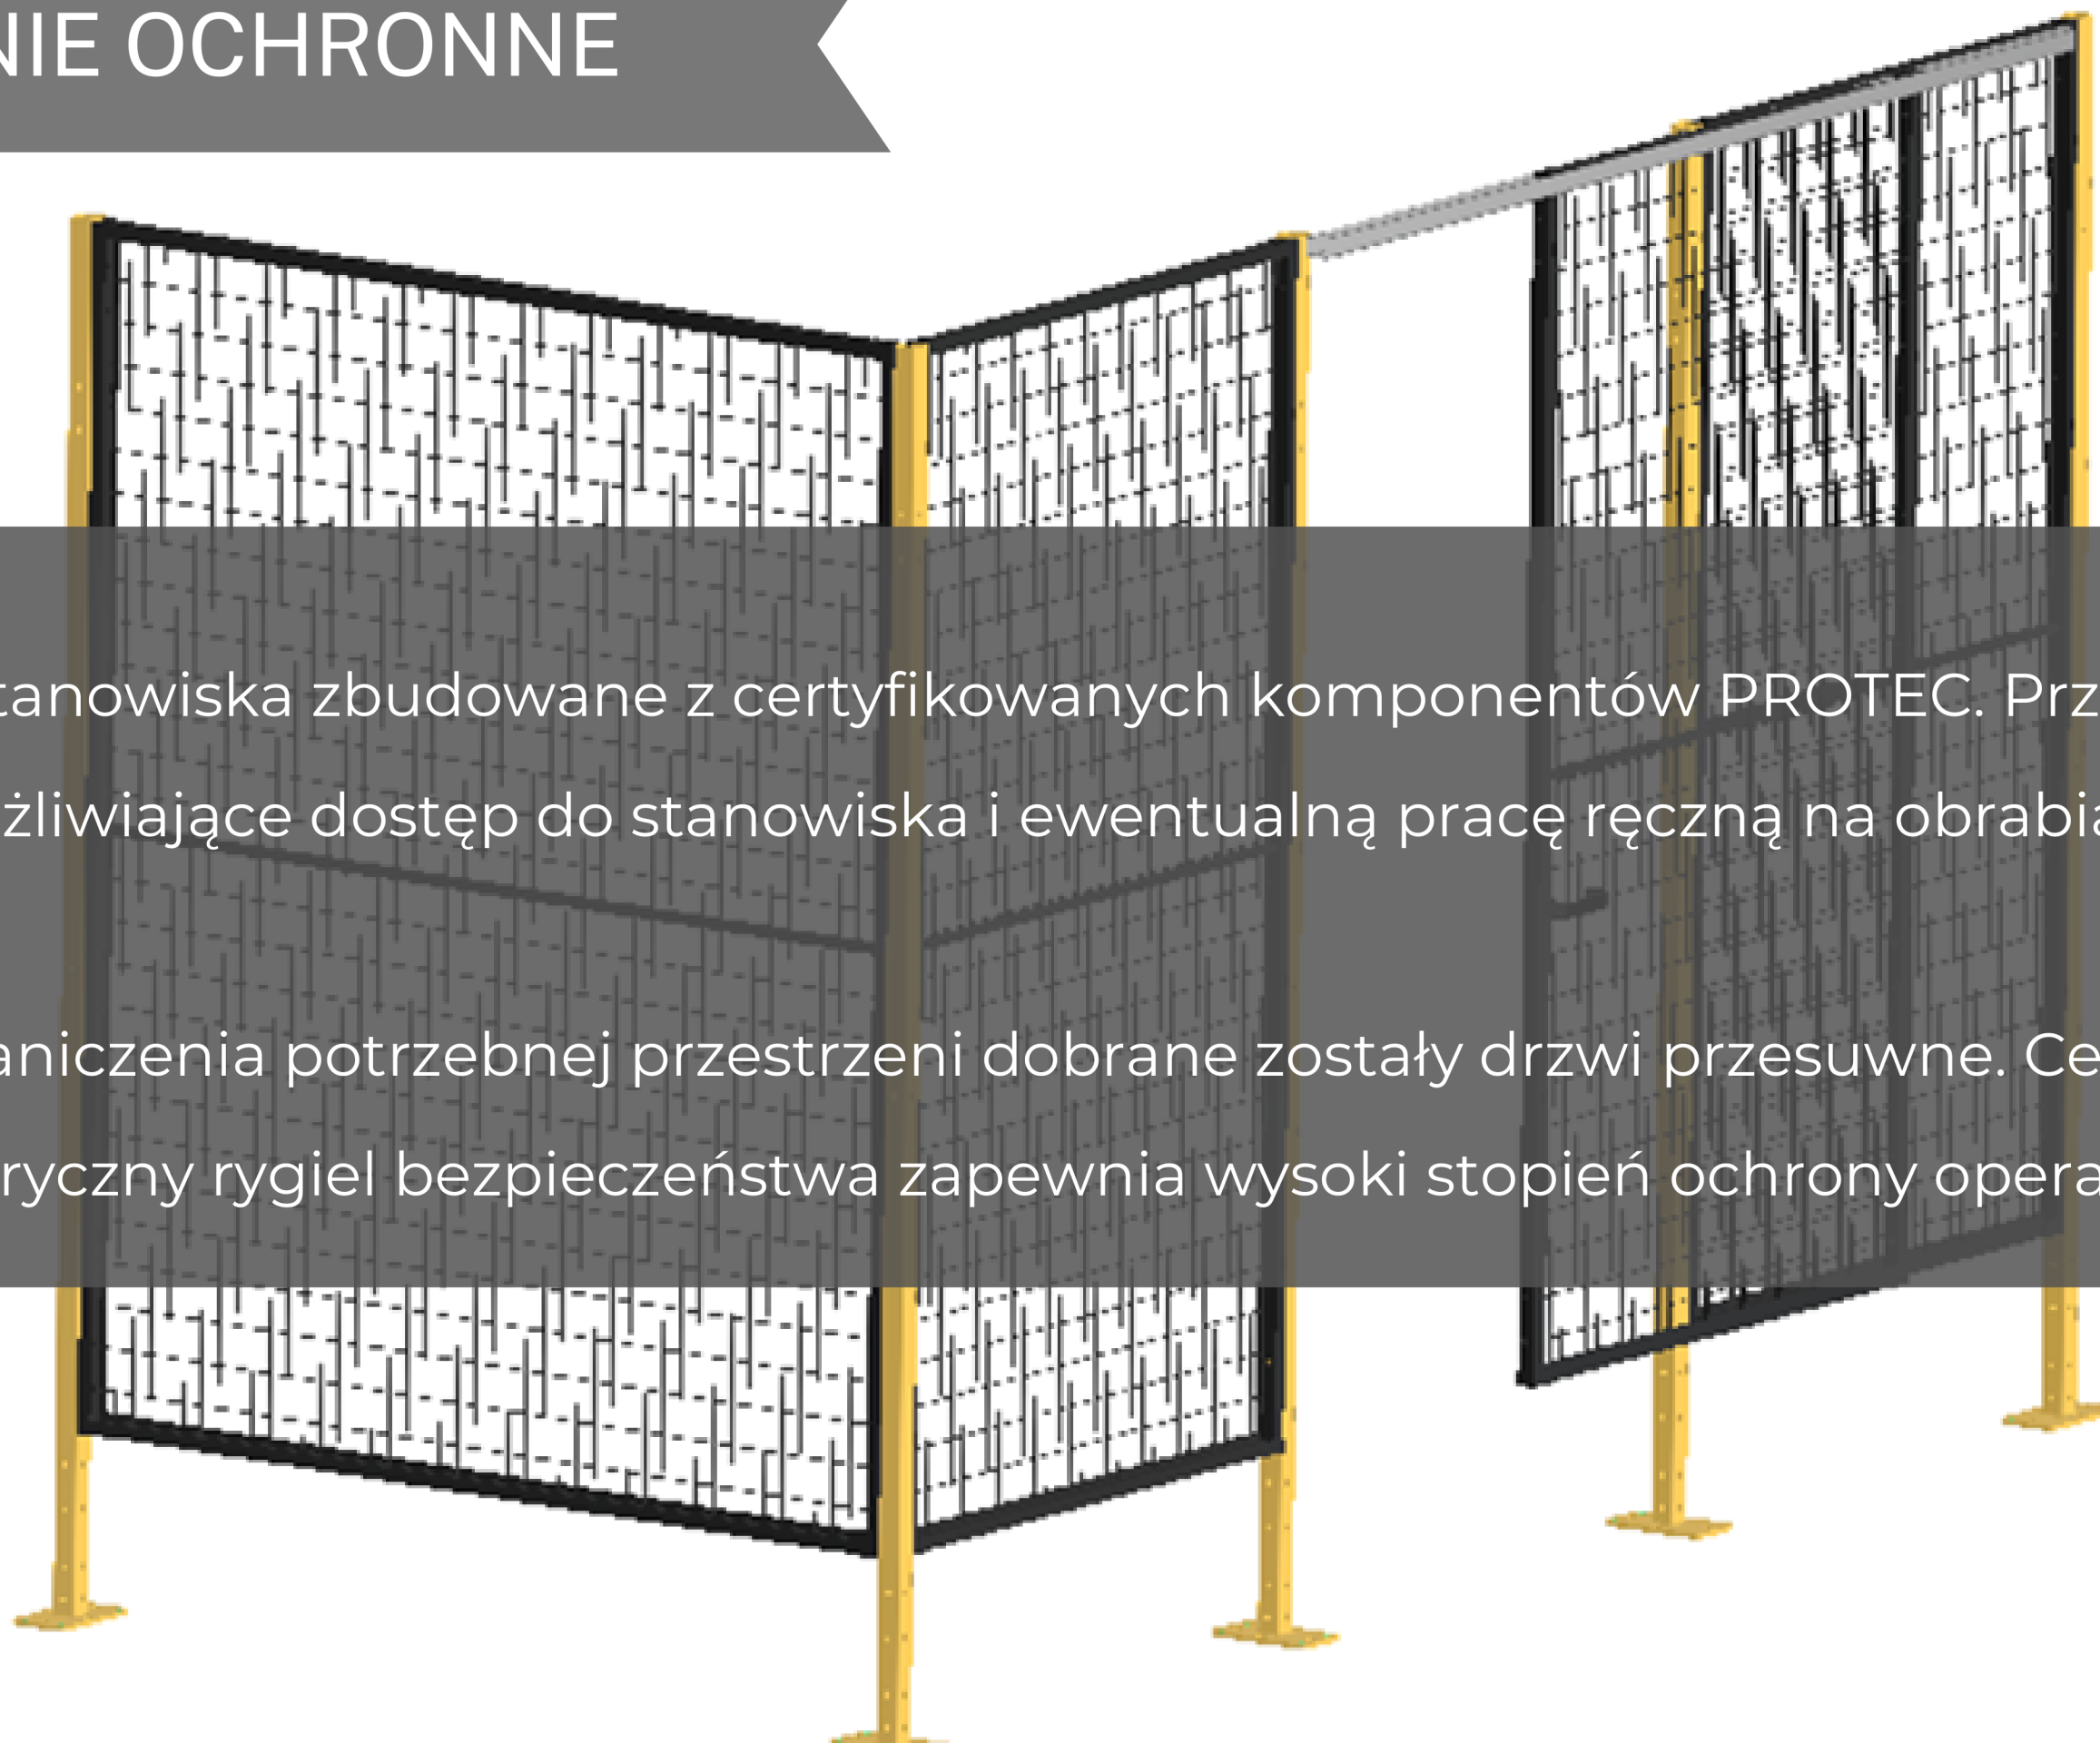 NIE OCHRONNE
tanowiska zbudowane z certyfikowanych komponentów PROTEC. Prz
żliwiające dostęp do stanowiska i ewentualną pracę ręczną na obrabia
aniczenia potrzebnej przestrzeni dobrane zostały drzwi przesuwne. Ce
ryczny rygiel bezpieczeństwa zapewnia wysoki stopień ochrony opera